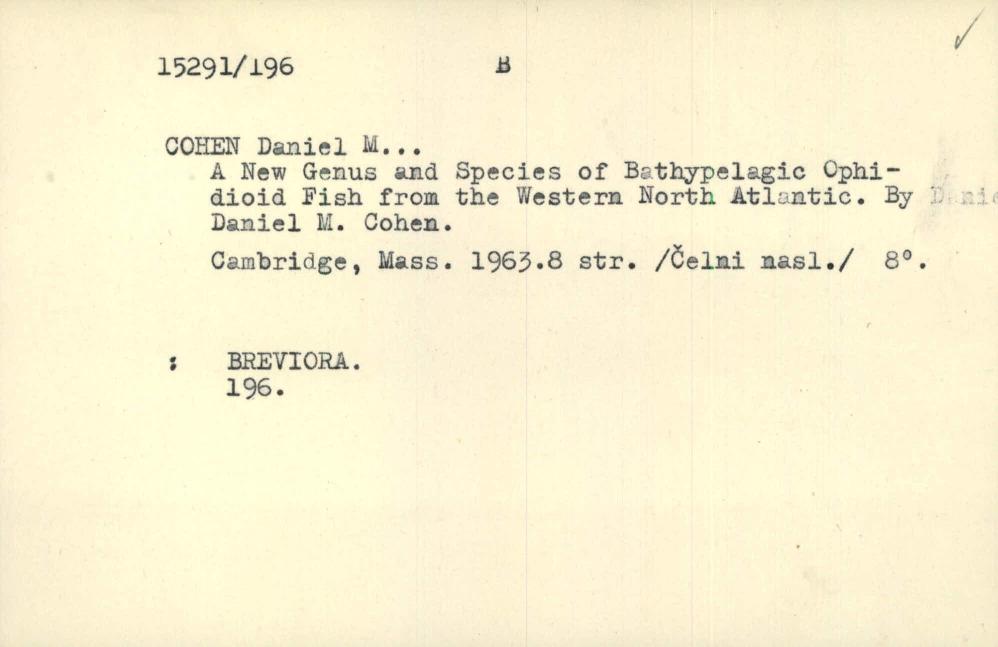 15291/196 B
COHEN Daniel M...
A New Genus and Species of Bathypelagic Ophi-
dioid Fish from the Western North Atlantic. By
Daniel M. Cohen.
Cambridge, Mass. 1963.8 str. /Čelni nasl./ 8°.
: BREVIORA.
196.